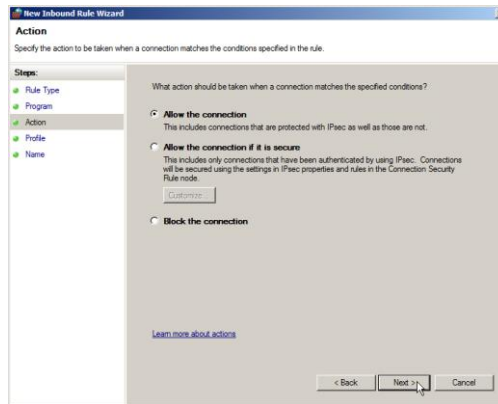 New Inbound Rule Wizard
Action
Specify the action to be taken when a connection matches the conditions specified in the rule.
Steps:
Rule Type
Program
Action
Profile
Name
What action should be taken when a connection matches the specified conditions?
Allow the connection
This includes connections that are protected with IPsec as well as those are not.
Allow the connection if it is secure
This includes only connections that have been authenticated by using IPsec. Connections
will be secured using the settings in IPsec properties and rules in the Connection Security
Rule node.
Customize...
Block the connection
Learn more about actions
< Back
Next >
Cancel